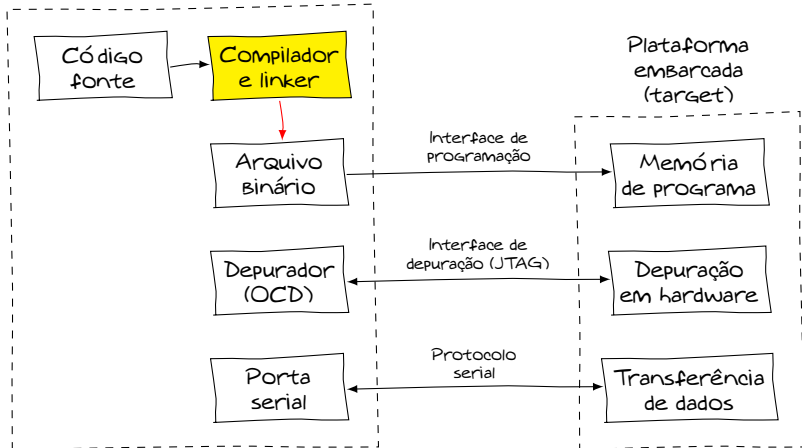 Código
fonte
Compilador
e linker
Plataforma
embarcada
(target)
Arquivo
binário
Interface de
programação
Memória
de programa
Depurador
(OCD)
Interface de
depuração (JTAG)
Depuração
em hardware
Porta
serial
Protocolo
serial
Transferência
de dados